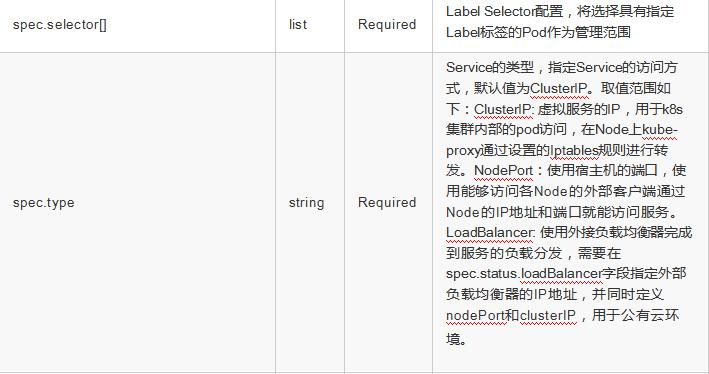 spec.selector[]
list
Required
Label Selector配置，将选择具有指定
Label标签的Pod作为管理范围
spec.type
string
Required
Service的类型，指定Service的访问方
式，默认值为ClusterIP。取值范围如
下：ClusterIP: 虚拟服务的IP，用于k8s
集群内部的pod访问，在Node上kube-
proxy通过设置的Iptables规则进行转
发。NodePort：使用宿主机的端口，使
用能够访问各Node的外部客户端通过
Node的IP地址和端口就能访问服务。
LoadBalancer: 使用外接负载均衡器完成
到服务的负载分发，需要在
spec.status.loadBalancer字段指定外部
负载均衡器的IP地址，并同时定义
nodePort和clusterIP，用于公有云环
境。